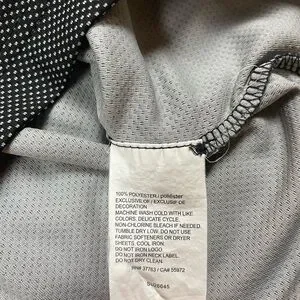 100% POLYESTER / poliéster
EXCLUSIVE OF / EXCLUSIF DE
DECORATION
MACHINE WASH COLD WITH LIKE
COLORS. DELICATE CYCLE.
NON-CHLORINE BLEACH IF NEEDED.
TUMBLE DRY LOW. DO NOT USE
FABRIC SOFTENERS OR DRYER
SHEETS. COOL IRON.
DO NOT IRON LOGO.
DO NOT IRON NECK LABEL.
DO NOT DRY CLEAN.
RN# 37763 / CA# 55972